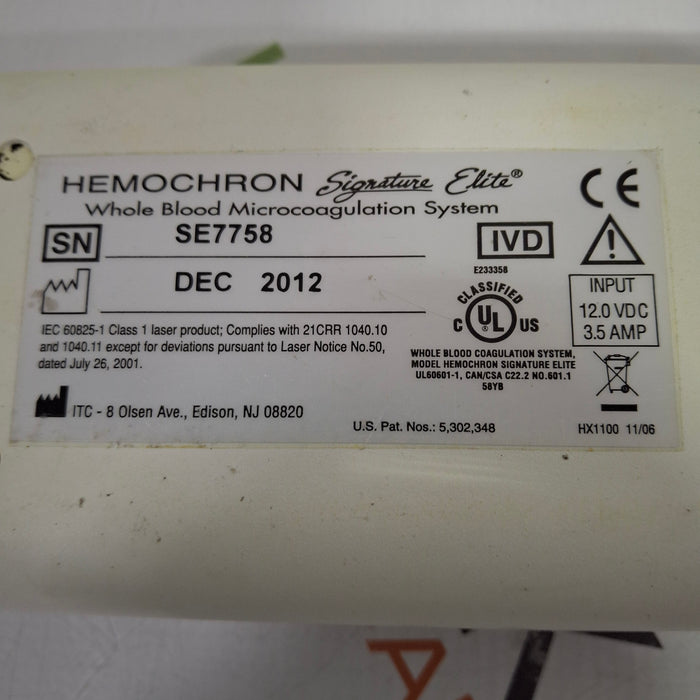 HEMOCHRON Signature Elite®
Whole Blood Microcoagulation System
CE
SN SE7758
IVD
DEC 2012
E233358
CLASSIFIED
C UL US
INPUT
12.0 VDC
3.5 AMP
IEC 60825-1 Class 1 laser product; Complies with 21CRR 1040.10
and 1040.11 except for deviations pursuant to Laser Notice No.50,
dated July 26, 2001.
WHOLE BLOOD COAGULATION SYSTEM,
MODEL HEMOCHRON SIGNATURE ELITE
UL60601-1, CAN/CSA C22.2 NO.601.1
58YB
ITC - 8 Olsen Ave., Edison, NJ 08820
U.S. Pat. Nos.: 5,302,348
HX1100 11/06